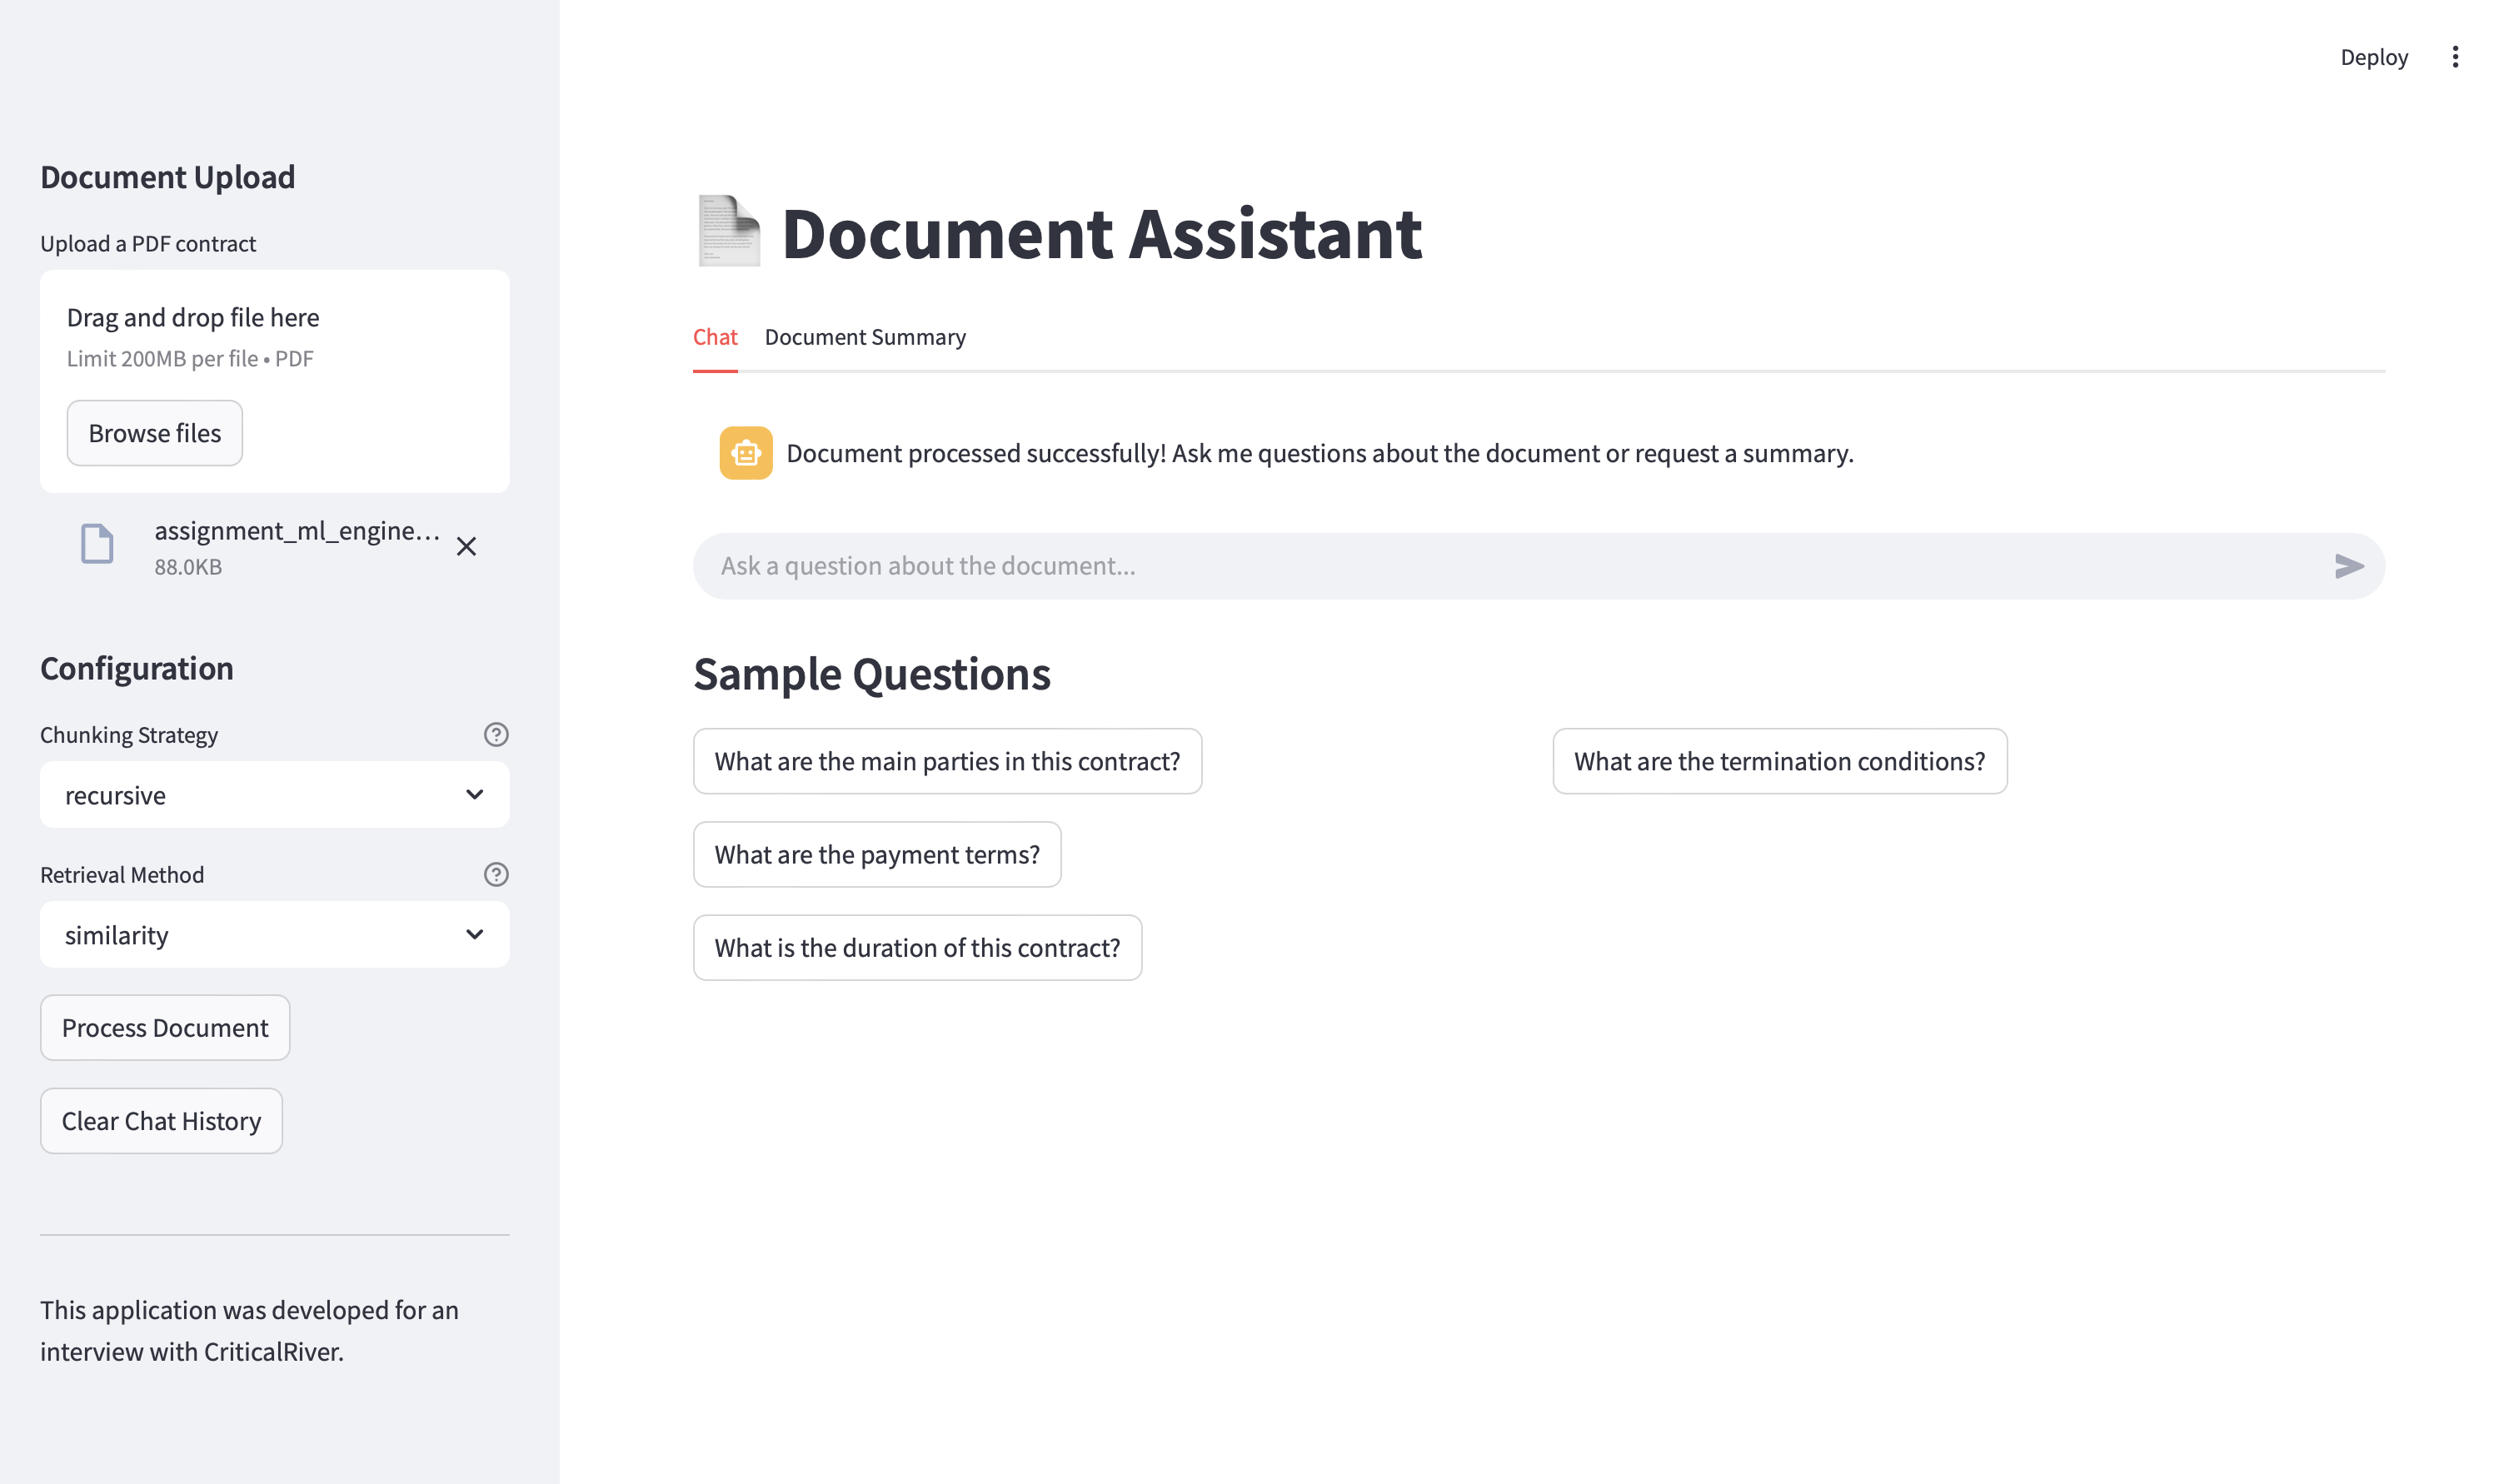 Deploy
Document Upload
Upload a PDF contract
Drag and drop file here
Limit 200MB per file • PDF
Browse files
assignment_ml_engine...
88.0KB
Configuration
Chunking Strategy
recursive
Retrieval Method
similarity
Process Document
Clear Chat History
This application was developed for an
interview with CriticalRiver.
Document Assistant
Chat Document Summary
Document processed successfully! Ask me questions about the document or request a summary.
Ask a question about the document...
Sample Questions
What are the main parties in this contract? What are the termination conditions?
What are the payment terms?
What is the duration of this contract?